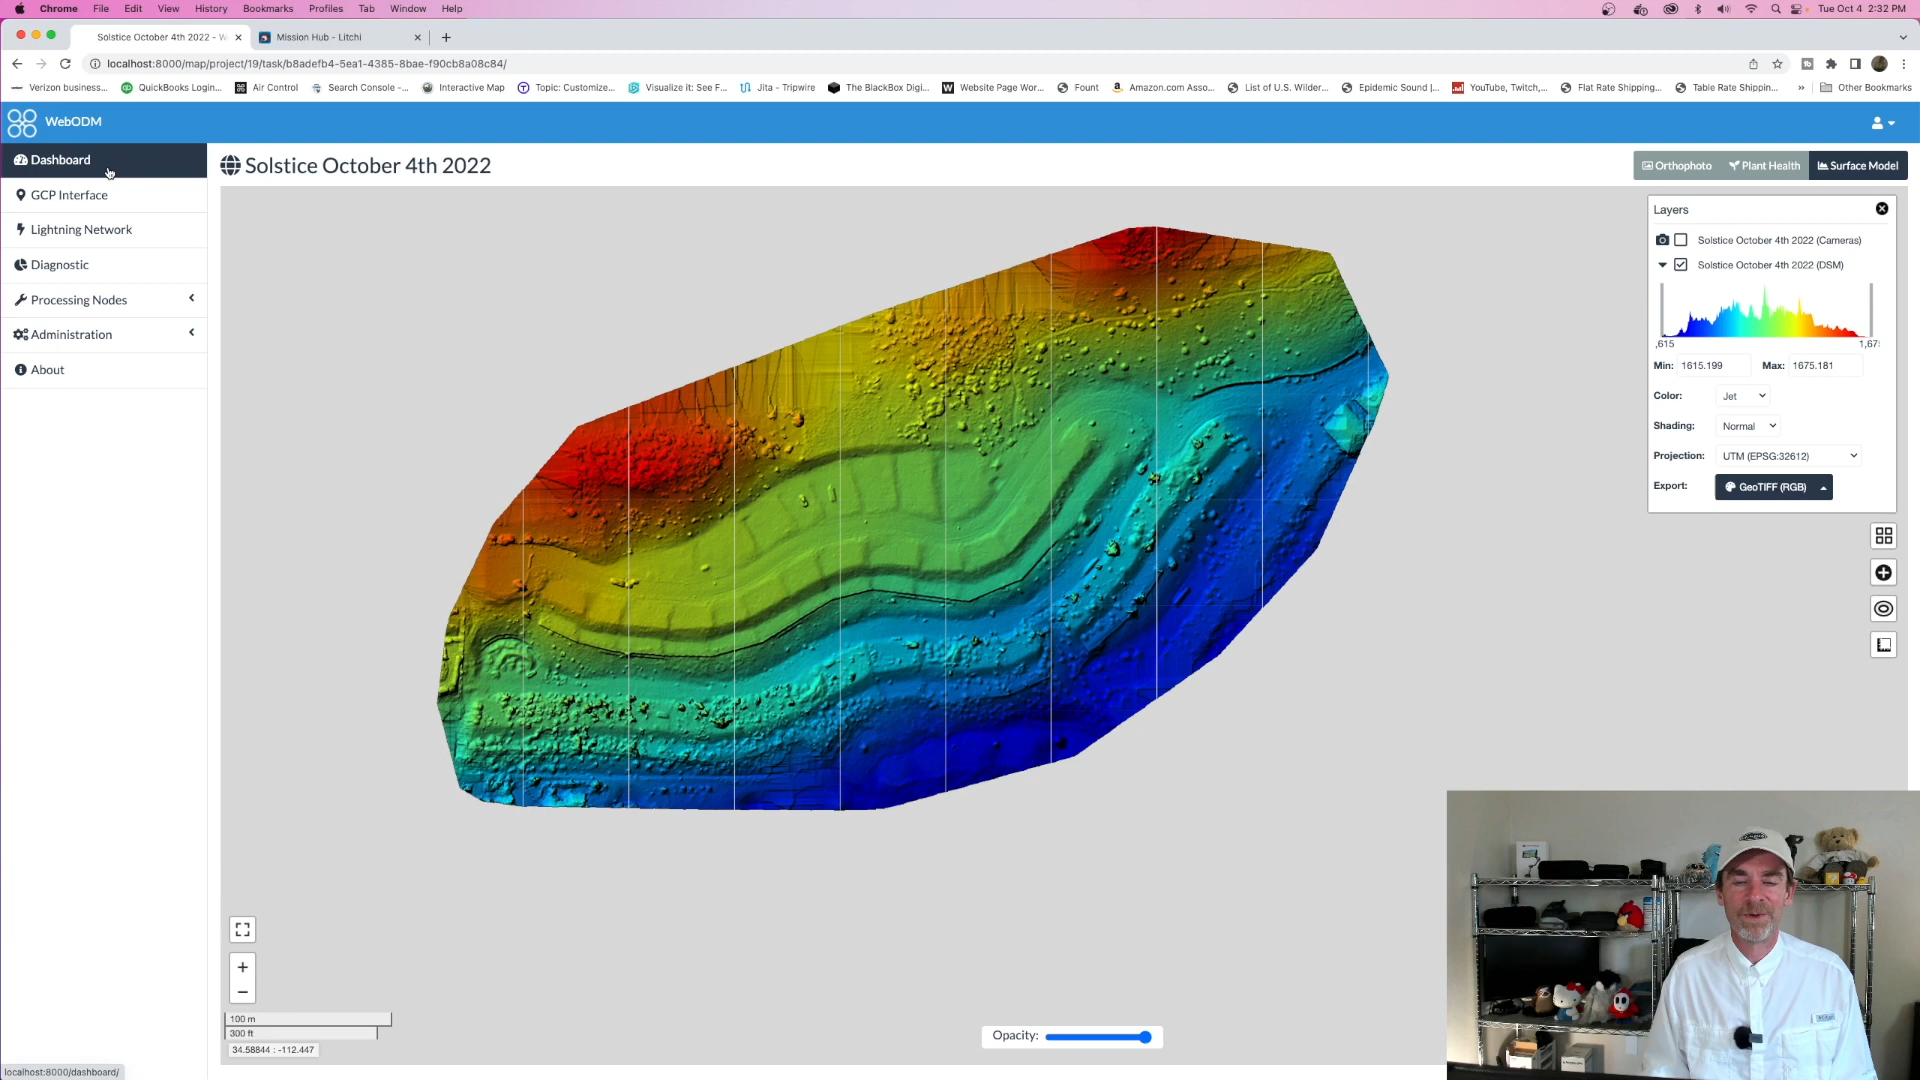 Chrome File Edit View History Bookmarks Profiles Tab Window Help
Tue Oct 4 2:32 PM
Solstice October 4th 2022 - W
Mission Hub - Litchi
localhost:8000/map/project/19/task/b8adefb4-5ea1-4385-8bae-f90cb8a08c84/
Verizon business... QuickBooks Login... Air Control Search Console -... Interactive Map Topic: Customize... Visualize it: See F... Jita - Tripwire The BlackBox Digi... Website Page Wor... Fount Amazon.com Asso... List of U.S. Wilder... Epidemic Sound |... YouTube, Twitch,... Flat Rate Shipping... Table Rate Shippin... » Other Bookmarks
WebODM
Dashboard
GCP Interface
Lightning Network
Diagnostic
Processing Nodes
Administration
About
Solstice October 4th 2022
Orthophoto Plant Health Surface Model
Layers
Solstice October 4th 2022 (Cameras)
Solstice October 4th 2022 (DSM)
,615 1,67
Min: 1615.199 Max: 1675.181
Color: Jet
Shading: Normal
Projection: UTM (EPSG:32612)
Export: GeoTIFF (RGB)
+
−
100 m
300 ft
34.58844 : -112.447
Opacity:
localhost:8000/dashboard/